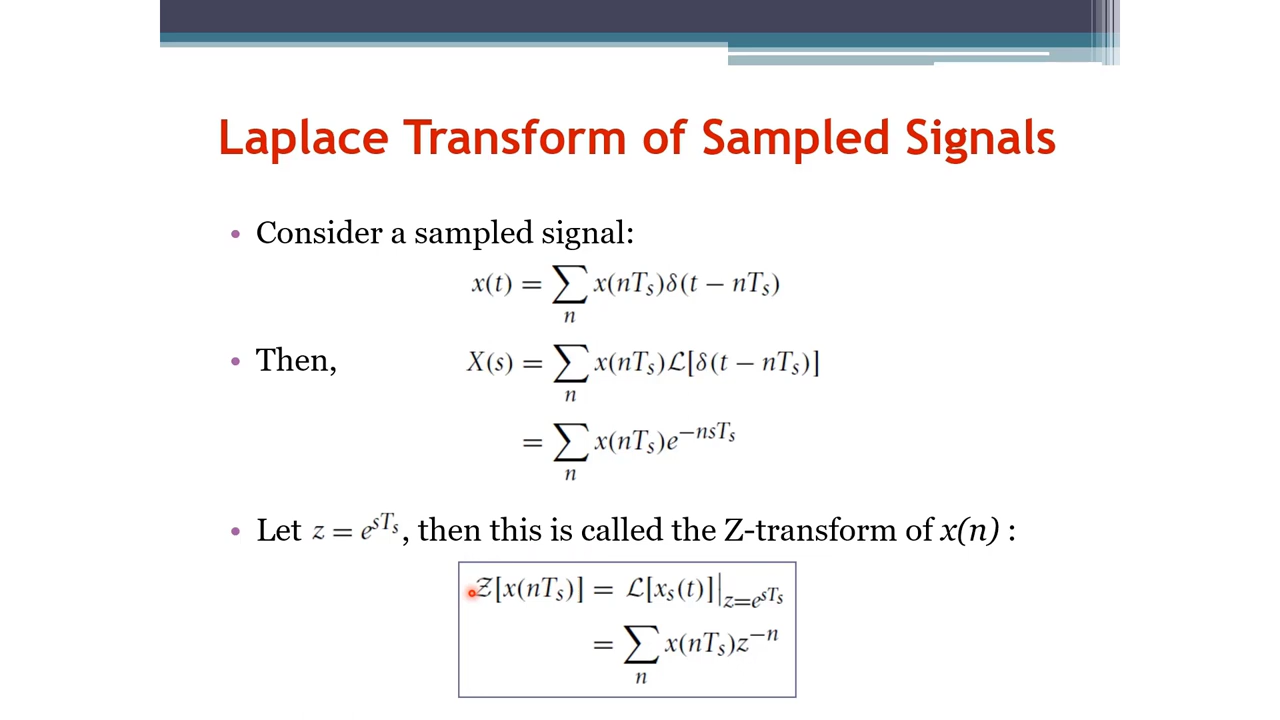 Laplace Transform of Sampled Signals
• Consider a sampled signal:
x(t) = ∑ₙ x(nTₛ)δ(t − nTₛ)
• Then, X(s) = ∑ₙ x(nTₛ)ℒ[δ(t − nTₛ)]
= ∑ₙ x(nTₛ)e^{−nsTₛ}
• Let z = e^{sTₛ}, then this is called the Z-transform of x(n) :
𝒵[x(nTₛ)] = ℒ[xₛ(t)]|_{z=e^{sTₛ}}
= ∑ₙ x(nTₛ)z^{−n}